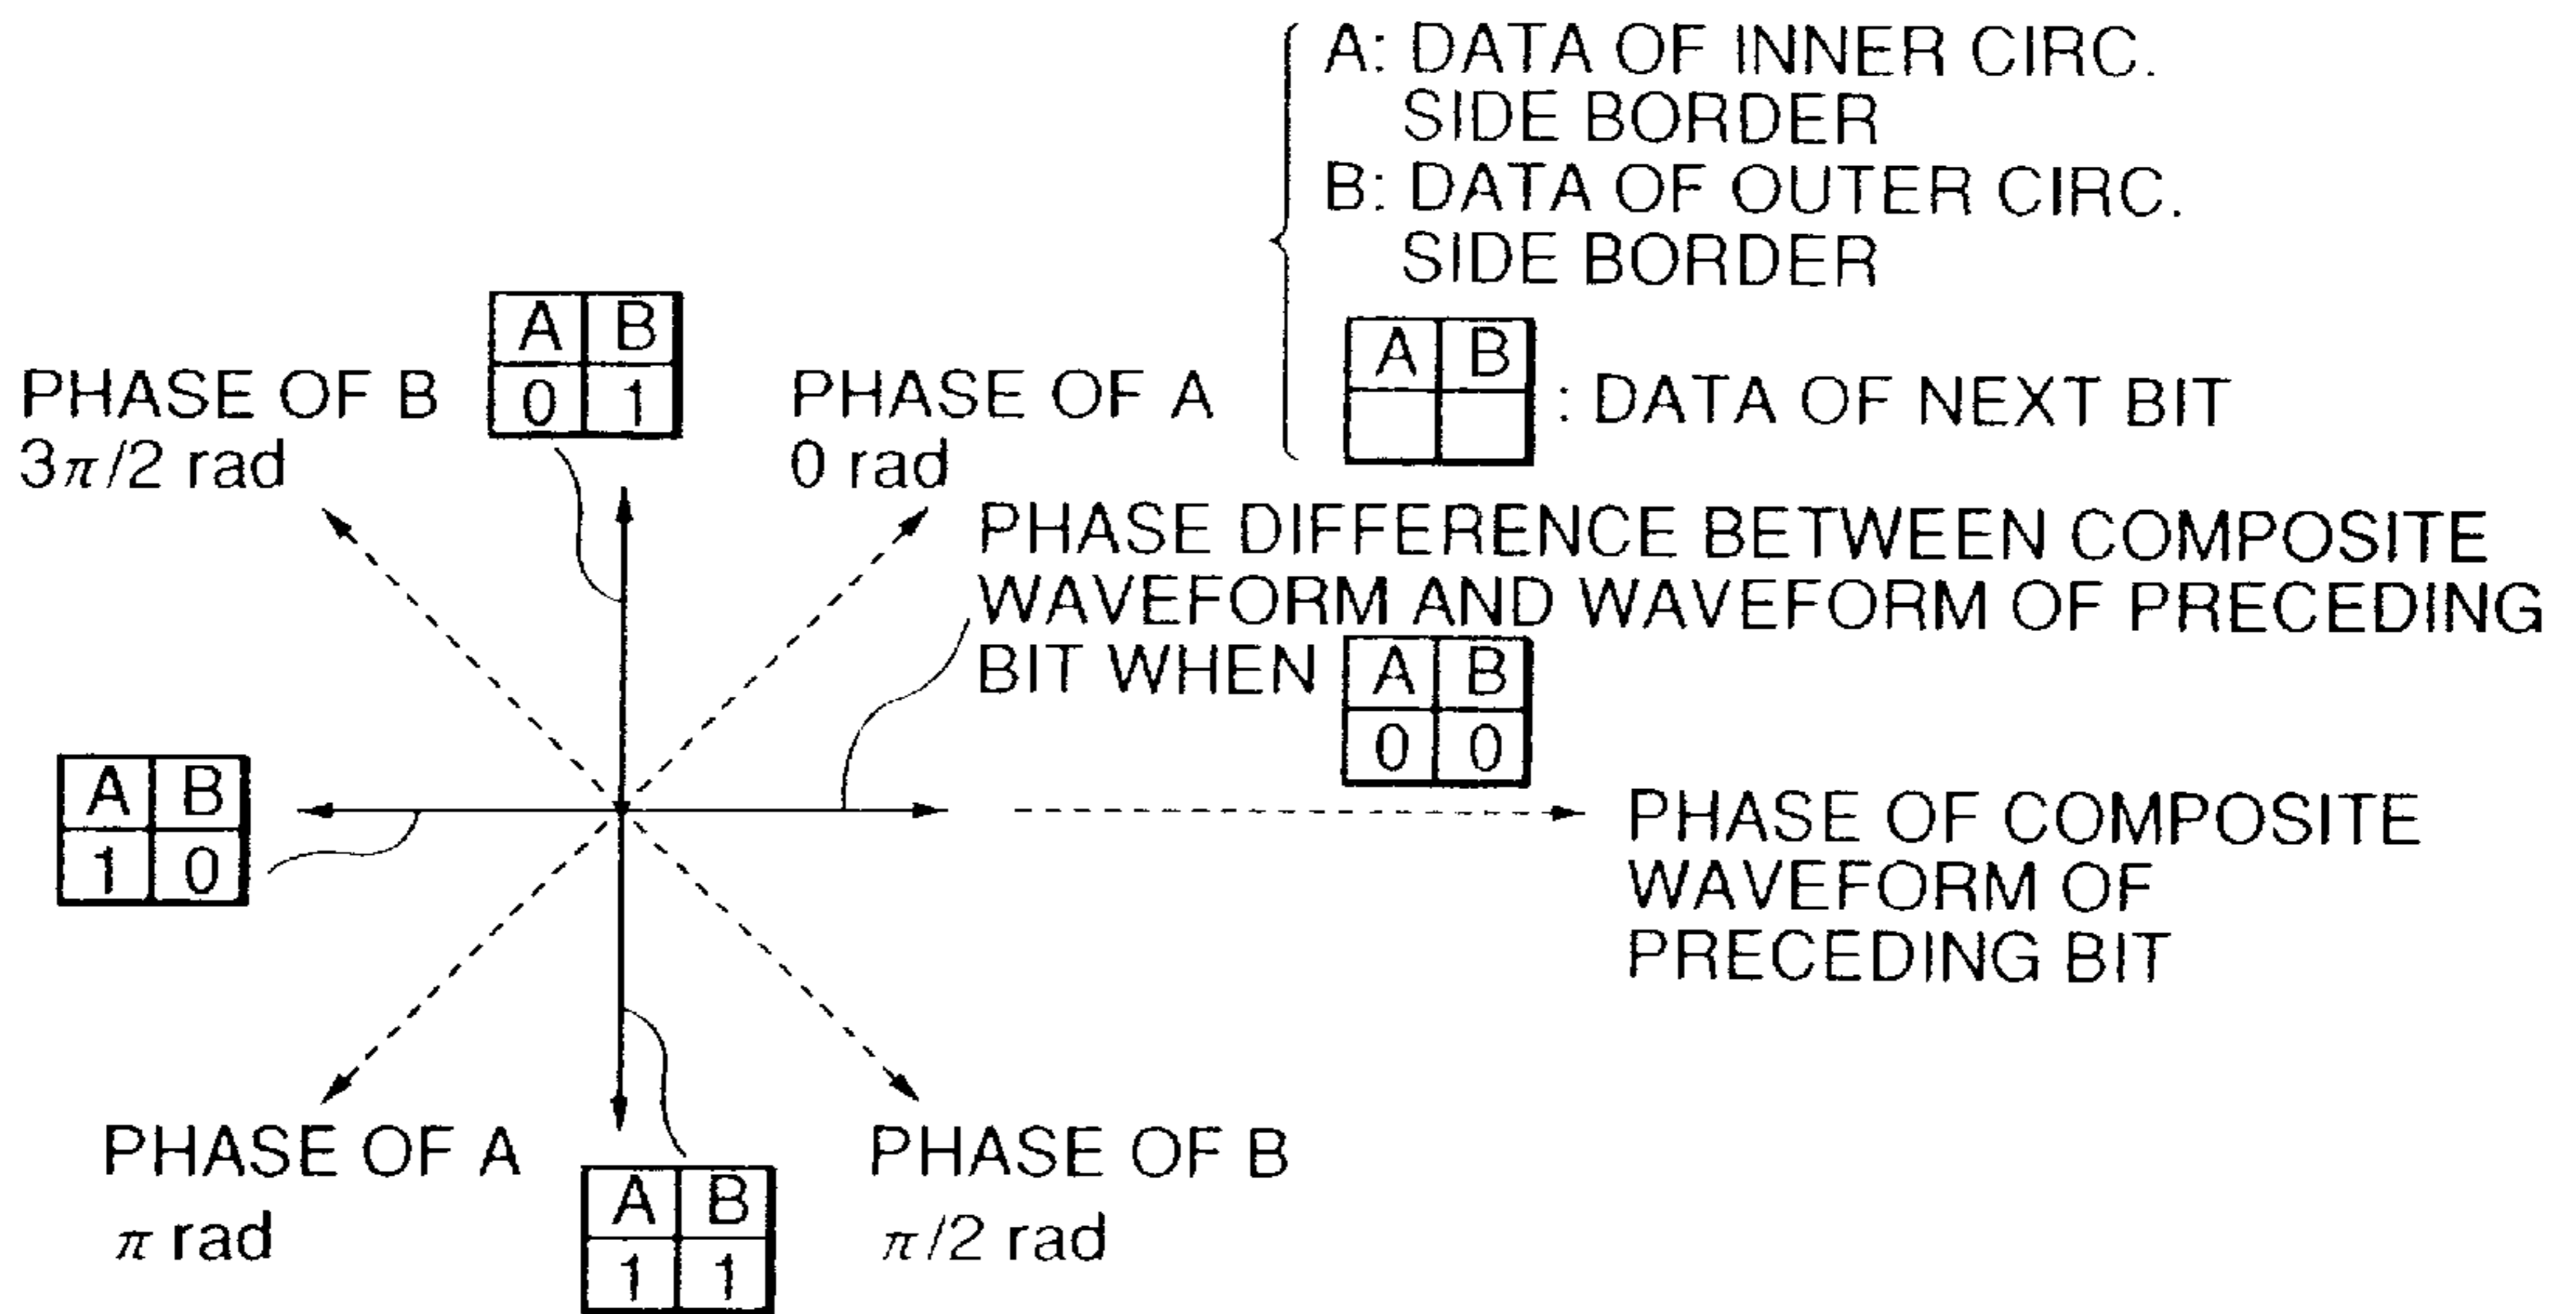 A: DATA OF INNER CIRC.
SIDE BORDER
B: DATA OF OUTER CIRC.
SIDE BORDER
A B
: DATA OF NEXT BIT
A B
0 1
PHASE OF B
3π/2 rad
PHASE OF A
0 rad
PHASE DIFFERENCE BETWEEN COMPOSITE
WAVEFORM AND WAVEFORM OF PRECEDING
BIT WHEN
A B
0 0
A B
1 0
PHASE OF COMPOSITE
WAVEFORM OF
PRECEDING BIT
PHASE OF A
π rad
A B
1 1
PHASE OF B
π/2 rad